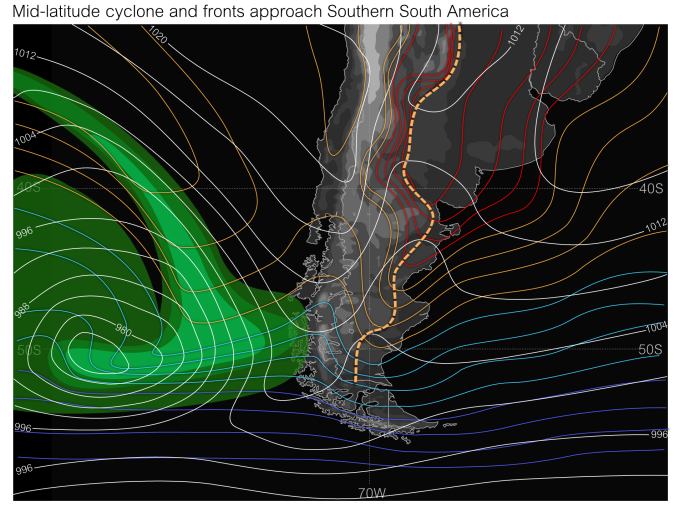 Mid-latitude cyclone and fronts approach Southern South America
1020
1012
1012
1004
40S
40S
996
1012
988
980
1004
50S
50S
996
996
996
70W